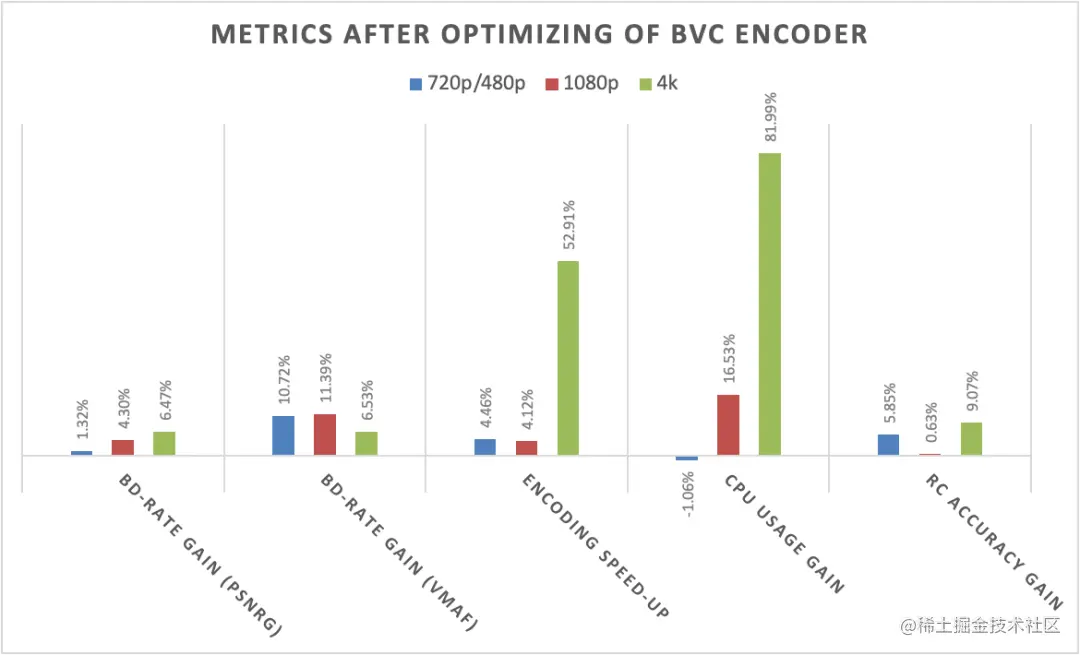 METRICS AFTER OPTIMIZING OF BVC ENCODER
720p/480p 1080p 4k
1.32%
4.30%
6.47%
10.72%
11.39%
6.53%
4.46%
4.12%
52.91%
-1.06%
16.53%
81.99%
5.85%
0.63%
9.07%
BD-RATE GAIN (PSNRG)
BD-RATE GAIN (VMAF)
ENCODING SPEED-UP
CPU USAGE GAIN
RC ACCURACY GAIN
@稀土掘金技术社区